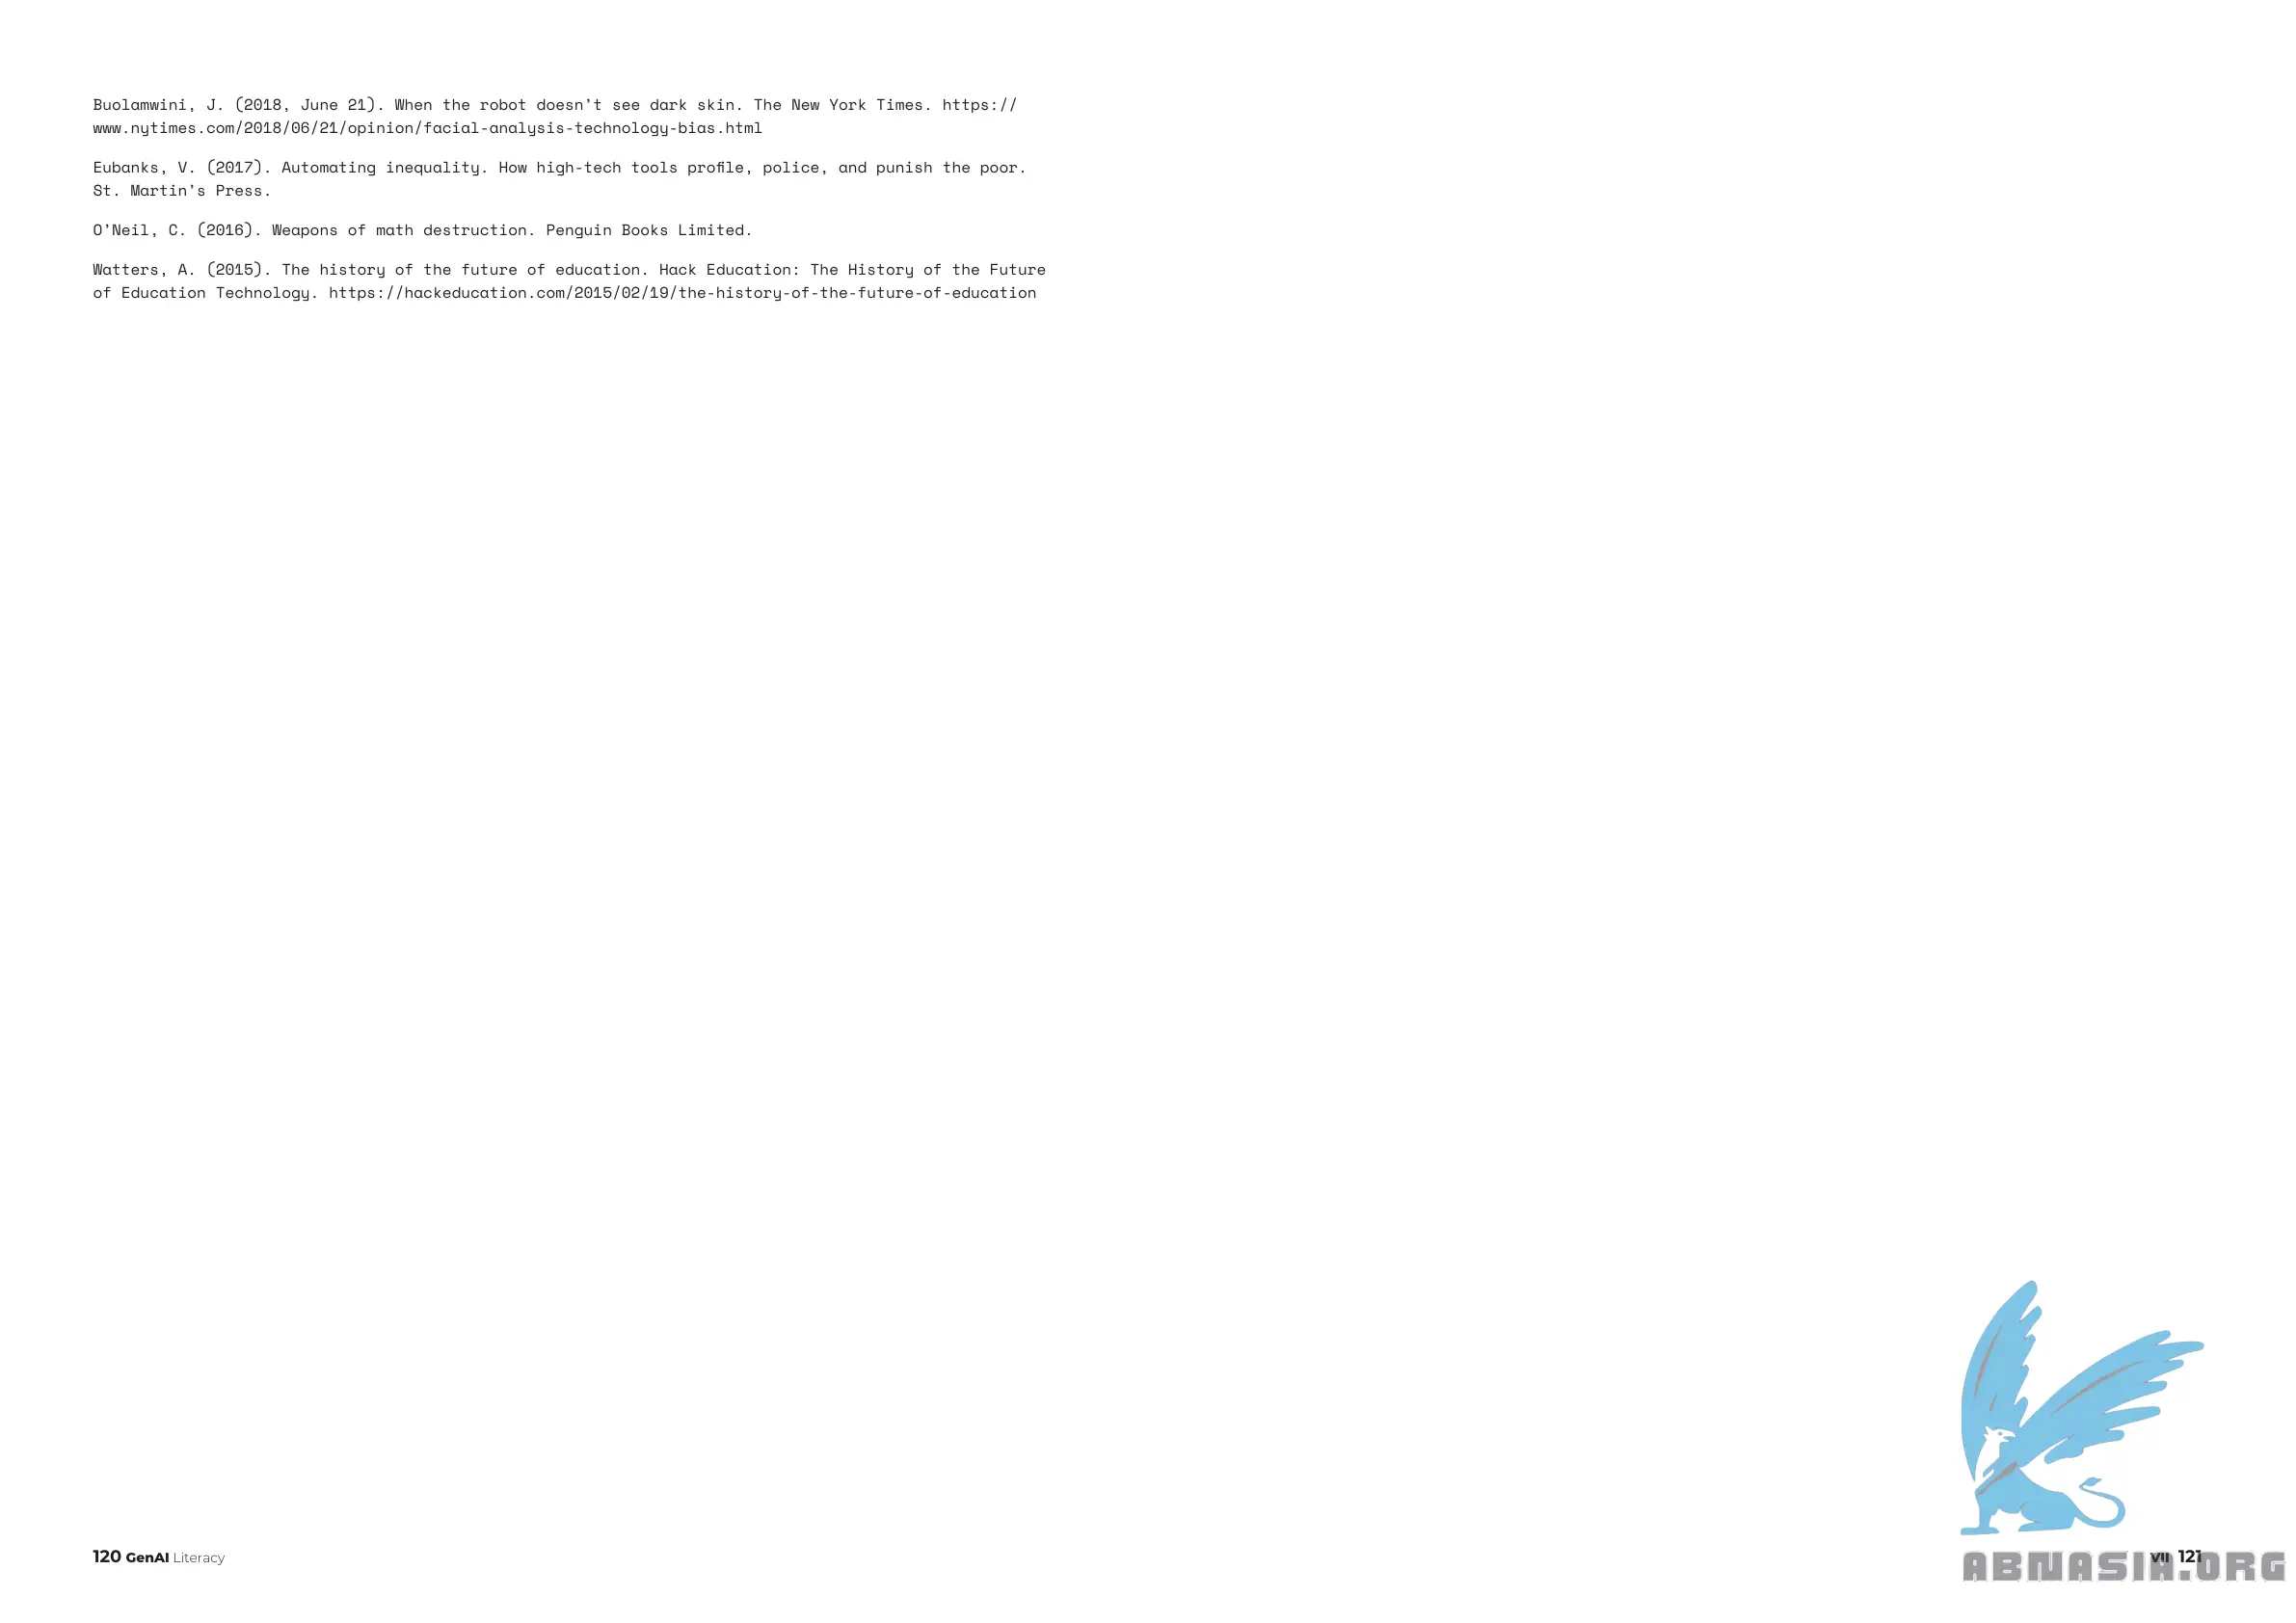 Buolamwini, J. (2018, June 21). When the robot doesn’t see dark skin. The New York Times. https://
www.nytimes.com/2018/06/21/opinion/facial-analysis-technology-bias.html
Eubanks, V. (2017). Automating inequality. How high-tech tools profile, police, and punish the poor.
St. Martin’s Press.
O’Neil, C. (2016). Weapons of math destruction. Penguin Books Limited.
Watters, A. (2015). The history of the future of education. Hack Education: The History of the Future
of Education Technology. https://hackeducation.com/2015/02/19/the-history-of-the-future-of-education
120 GenAI Literacy
VII 121
ABNASIA.ORG